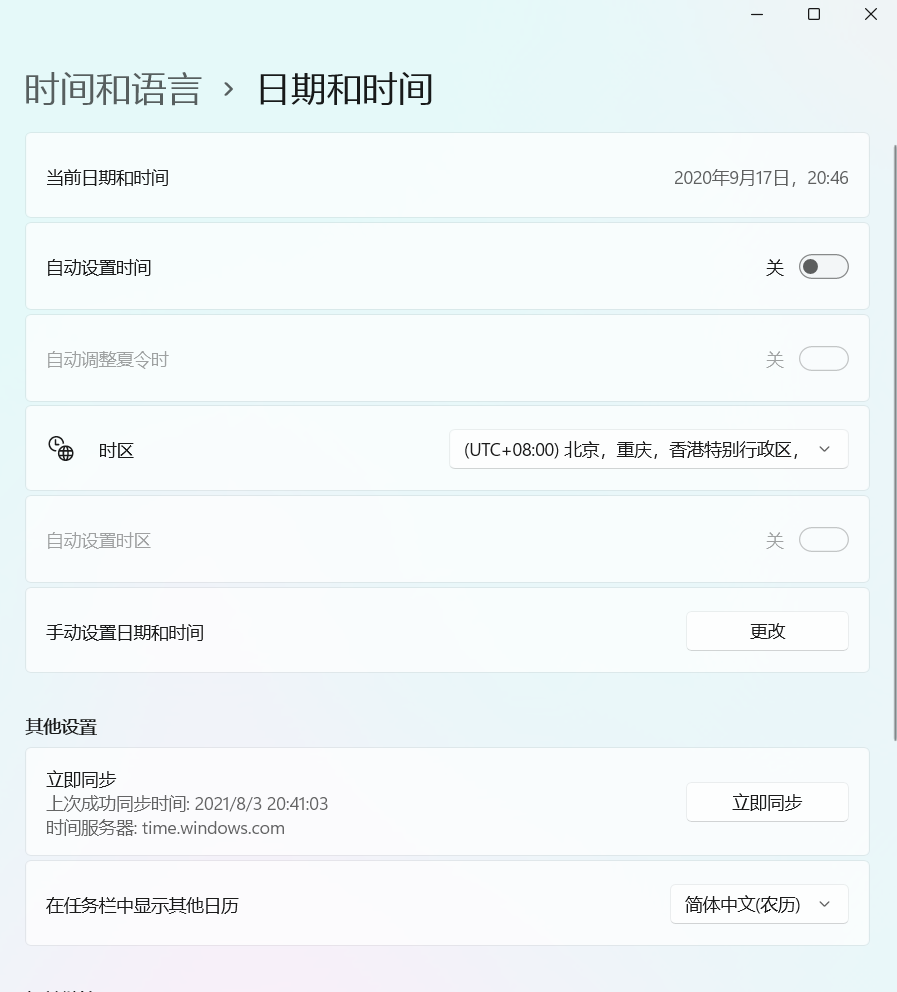 时间和语言 › 日期和时间
当前日期和时间 2020年9月17日，20:46
自动设置时间 关
自动调整夏令时 关
时区 (UTC+08:00) 北京，重庆，香港特别行政区，
自动设置时区 关
手动设置日期和时间 更改
其他设置
立即同步
上次成功同步时间: 2021/8/3 20:41:03
时间服务器: time.windows.com
立即同步
在任务栏中显示其他日历 简体中文(农历)